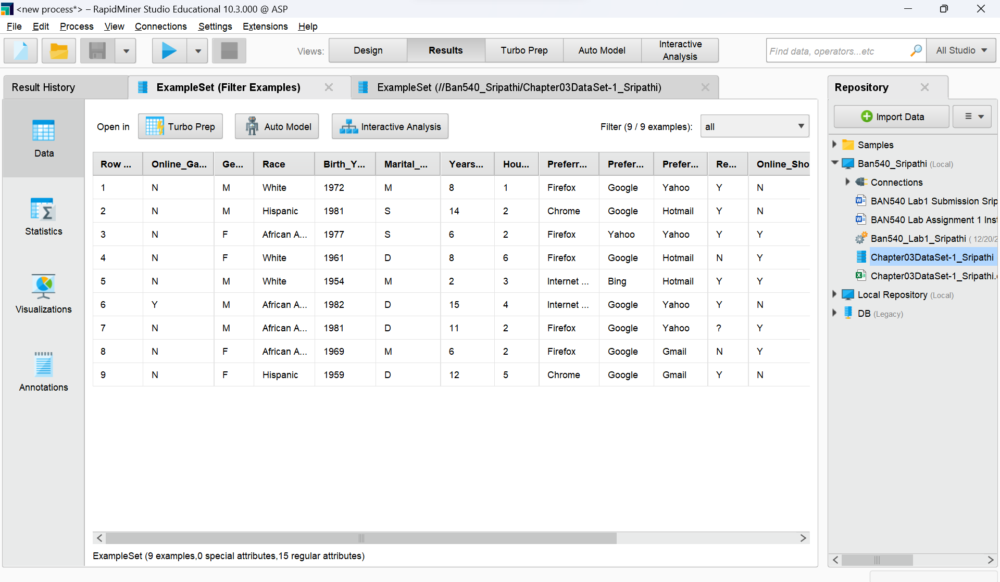 <new process*> – RapidMiner Studio Educational 10.3.000 @ ASP
File Edit Process View Connections Settings Extensions Help
Views: Design Results Turbo Prep Auto Model Interactive Analysis Find data, operators...etc All Studio
Result History ExampleSet (Filter Examples) ExampleSet (//Ban540_Sripathi/Chapter03DataSet-1_Sripathi) Repository
Open in Turbo Prep Auto Model Interactive Analysis Filter (9 / 9 examples): all
Data
Statistics
Visualizations
Annotations
Row ... Online_Ga... Ge... Race Birth_Y... Marital_... Years... Hou... Preferr... Prefer... Prefer... Re... Online_Sho
1 N M White 1972 M 8 1 Firefox Google Yahoo Y N
2 N M Hispanic 1981 S 14 2 Chrome Google Hotmail Y N
3 N F African A... 1977 S 6 2 Firefox Yahoo Yahoo Y Y
4 N F White 1961 D 8 6 Firefox Google Hotmail N Y
5 N M White 1954 M 2 3 Internet ... Bing Hotmail Y Y
6 Y M African A... 1982 D 15 4 Internet ... Google Yahoo Y N
7 N M African A... 1981 D 11 2 Firefox Google Yahoo ? Y
8 N F African A... 1969 M 6 2 Firefox Google Gmail N Y
9 N F Hispanic 1959 D 12 5 Chrome Google Gmail Y N
ExampleSet (9 examples,0 special attributes,15 regular attributes)
Import Data
Samples
Ban540_Sripathi (Local)
Connections
BAN540 Lab1 Submission Srip
BAN540 Lab Assignment 1 Inst
Ban540_Lab1_Sripathi ( 12/20/2
Chapter03DataSet-1_Sripathi
Chapter03DataSet-1_Sripathi.
Local Repository (Local)
DB (Legacy)